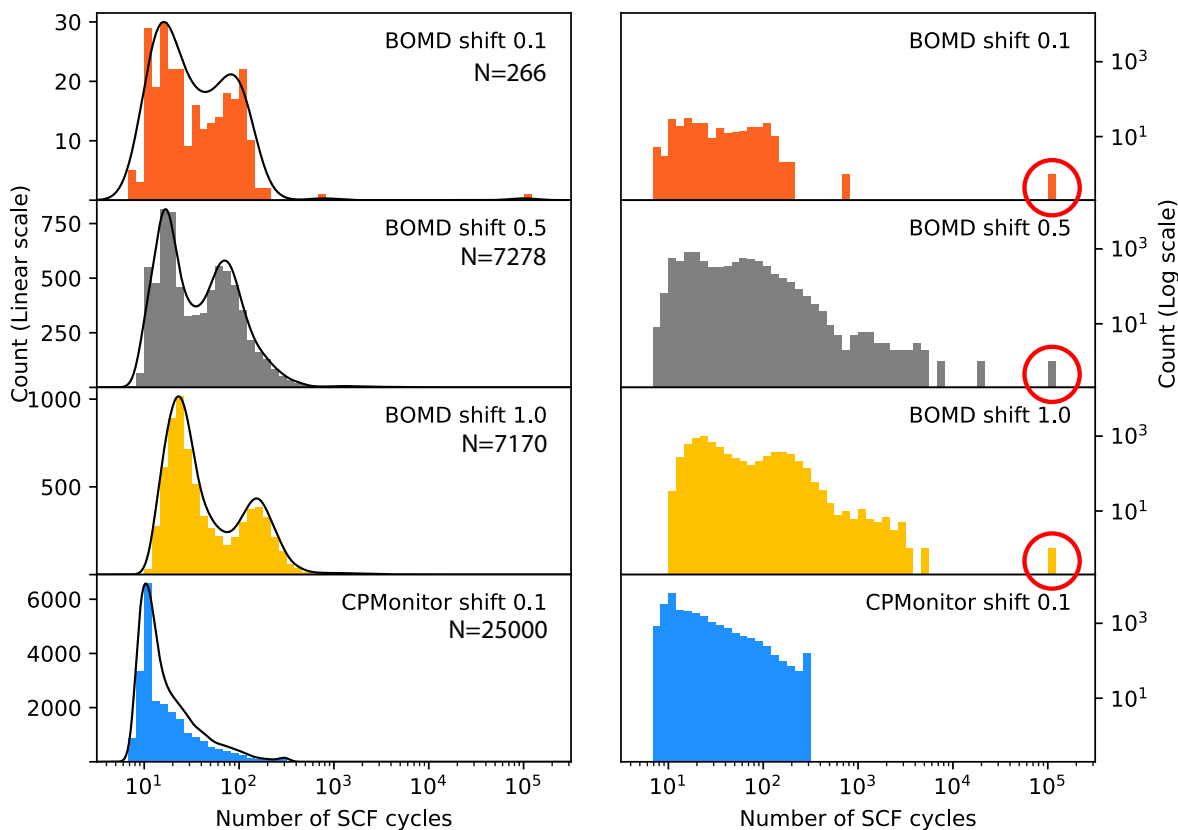 30
20
10
BOMD shift 0.1
N=266
BOMD shift 0.1
10³
10¹
750
500
250
BOMD shift 0.5
N=7278
BOMD shift 0.5
10³
10¹
1000
500
BOMD shift 1.0
N=7170
BOMD shift 1.0
10³
10¹
6000
4000
2000
CPMonitor shift 0.1
N=25000
CPMonitor shift 0.1
10³
10¹
Count (Linear scale)
Count (Log scale)
10¹ 10² 10³ 10⁴ 10⁵
Number of SCF cycles
10¹ 10² 10³ 10⁴ 10⁵
Number of SCF cycles